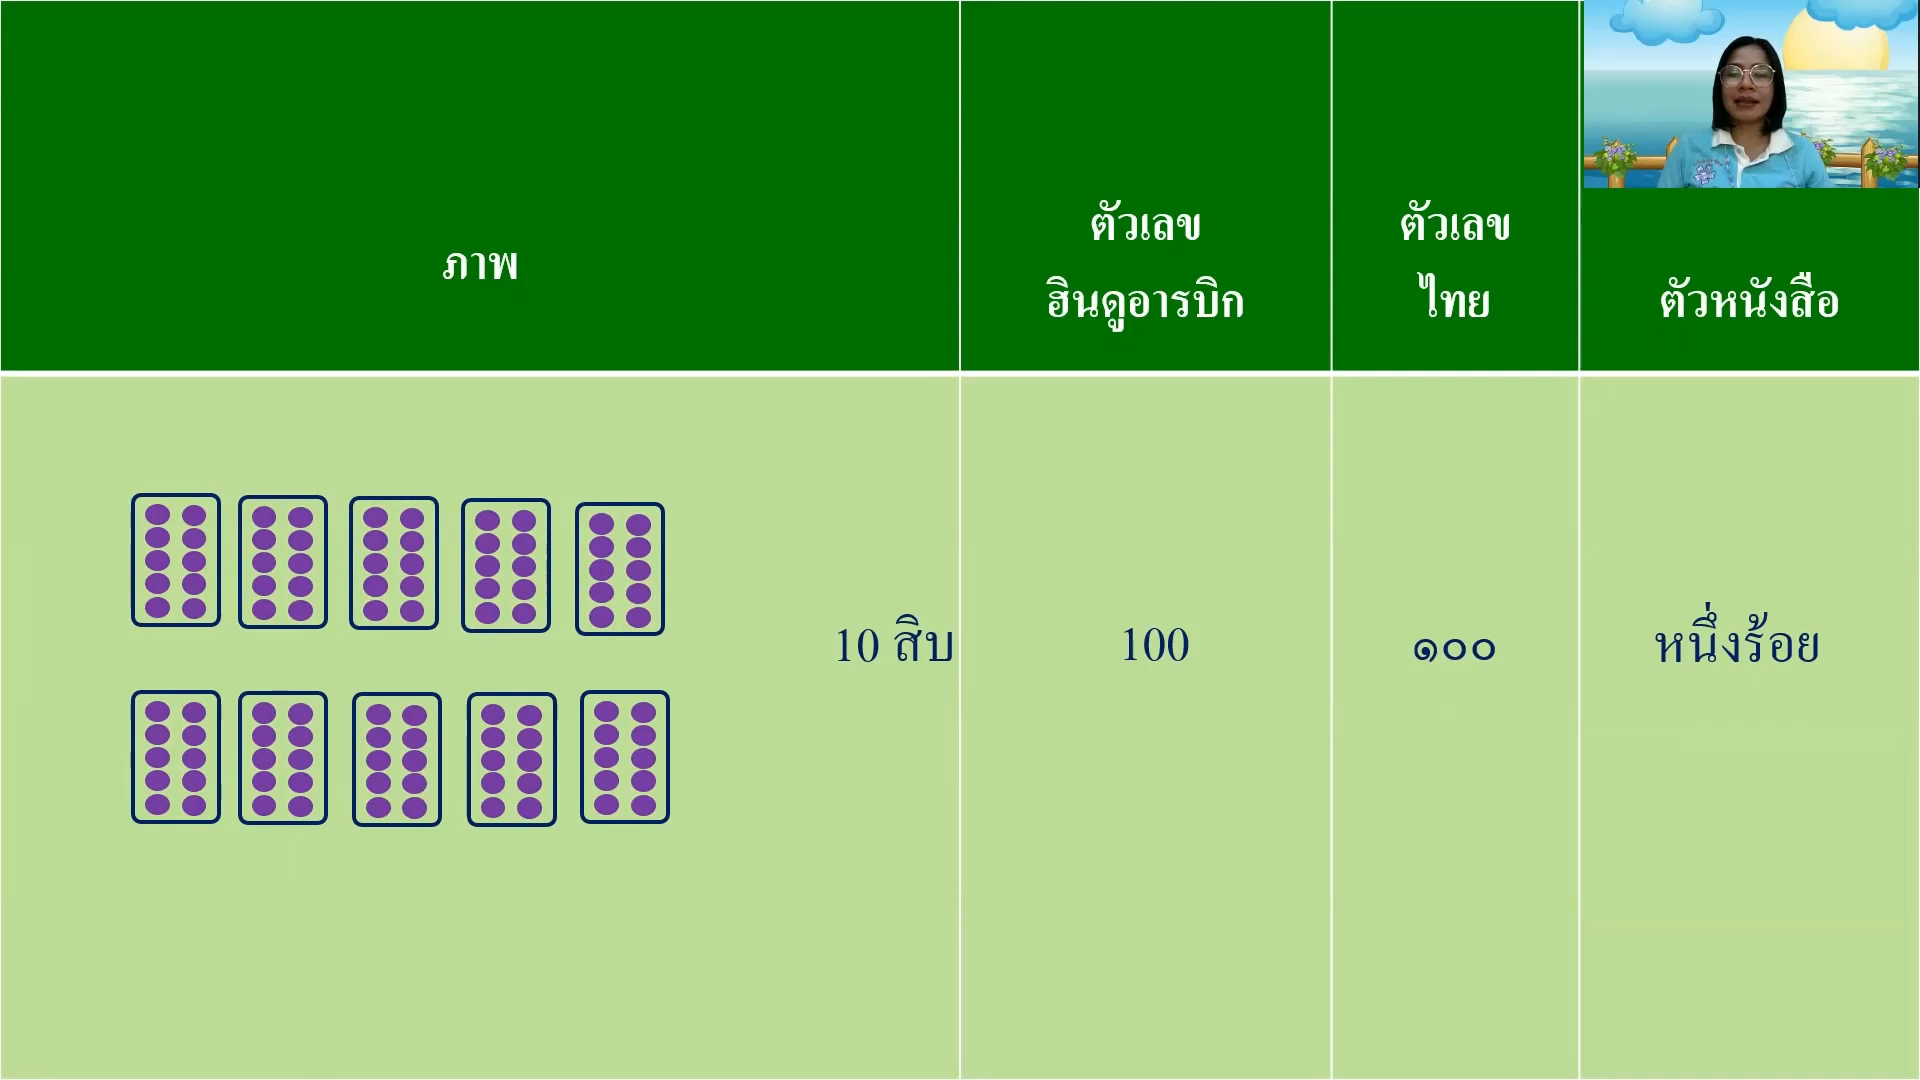 ภาพ
ตัวเลข
ฮินดูอารบิก
ตัวเลข
ไทย
ตัวหนังสือ
10 สิบ
100
๑๐๐
หนึ่งร้อย